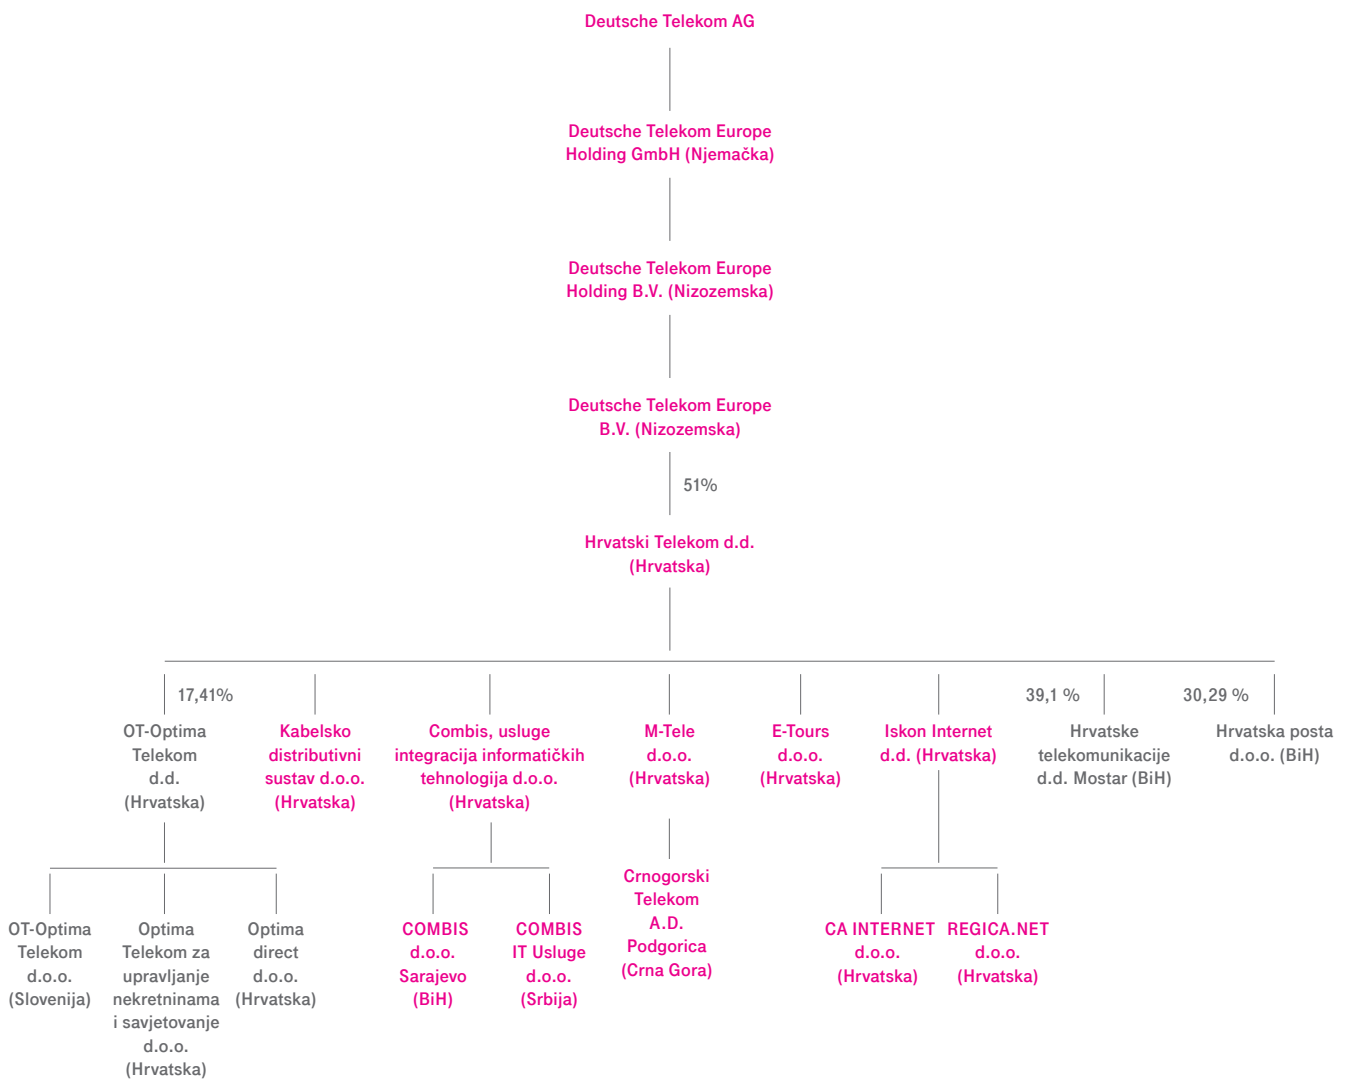 Deutsche Telekom AG
Deutsche Telekom Europe
Holding GmbH (Njemačka)
Deutsche Telekom Europe
Holding B.V. (Nizozemska)
Deutsche Telekom Europe
B.V. (Nizozemska)
51%
Hrvatski Telekom d.d.
(Hrvatska)
17,41%
OT-Optima
Telekom
d.d.
(Hrvatska)
Kabelsko
distributivni
sustav d.o.o.
(Hrvatska)
Combis, usluge
integracija informatičkih
tehnologija d.o.o.
(Hrvatska)
M-Tele
d.o.o.
(Hrvatska)
E-Tours
d.o.o.
(Hrvatska)
Iskon Internet
d.d. (Hrvatska)
39,1 %
Hrvatske
telekomunikacije
d.d. Mostar (BiH)
30,29 %
Hrvatska posta
d.o.o. (BiH)
OT-Optima
Telekom
d.o.o.
(Slovenija)
Optima
Telekom za
upravljanje
nekretninama
i savjetovanje
d.o.o.
(Hrvatska)
Optima
direct
d.o.o.
(Hrvatska)
COMBIS
d.o.o.
Sarajevo
(BiH)
COMBIS
IT Usluge
d.o.o.
(Srbija)
Crnogorski
Telekom
A.D.
Podgorica
(Crna Gora)
CA INTERNET
d.o.o.
(Hrvatska)
REGICA.NET
d.o.o.
(Hrvatska)